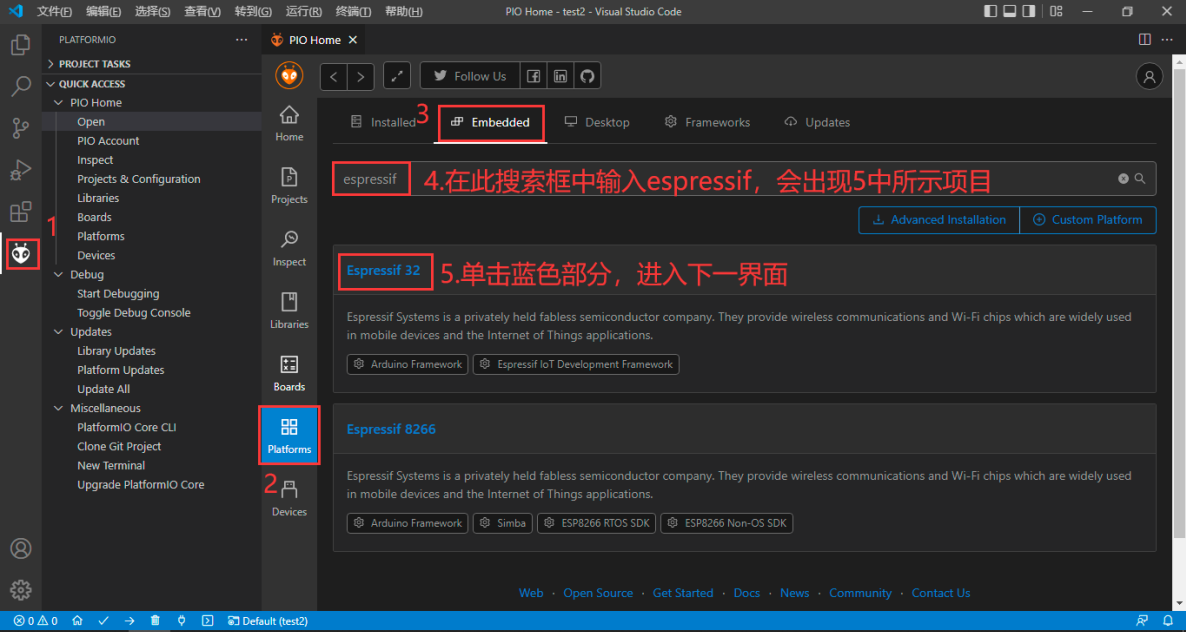 文件(F) 编辑(E) 选择(S) 查看(V) 转到(G) 运行(R) 终端(T) 帮助(H) PIO Home - test2 - Visual Studio Code
PLATFORMIO
PROJECT TASKS
QUICK ACCESS
PIO Home
Open
PIO Account
Inspect
Projects & Configuration
Libraries
Boards
Platforms
Devices
Debug
Start Debugging
Toggle Debug Console
Updates
Library Updates
Platform Updates
Update All
Miscellaneous
PlatformIO Core CLI
Clone Git Project
New Terminal
Upgrade PlatformIO Core
1
PIO Home
Follow Us
Home
Projects
Inspect
Libraries
Boards
Platforms
2
Devices
Installed 3 Embedded Desktop Frameworks Updates
espressif 4.在此搜索框中输入espressif，会出现5中所示项目
Advanced Installation Custom Platform
Espressif 32 5.单击蓝色部分，进入下一界面
Espressif Systems is a privately held fabless semiconductor company. They provide wireless communications and Wi-Fi chips which are widely used
in mobile devices and the Internet of Things applications.
Arduino Framework Espressif IoT Development Framework
Espressif 8266
Espressif Systems is a privately held fabless semiconductor company. They provide wireless communications and Wi-Fi chips which are widely used
in mobile devices and the Internet of Things applications.
Arduino Framework Simba ESP8266 RTOS SDK ESP8266 Non-OS SDK
Web · Open Source · Get Started · Docs · News · Community · Contact Us
0 0 Default (test2)